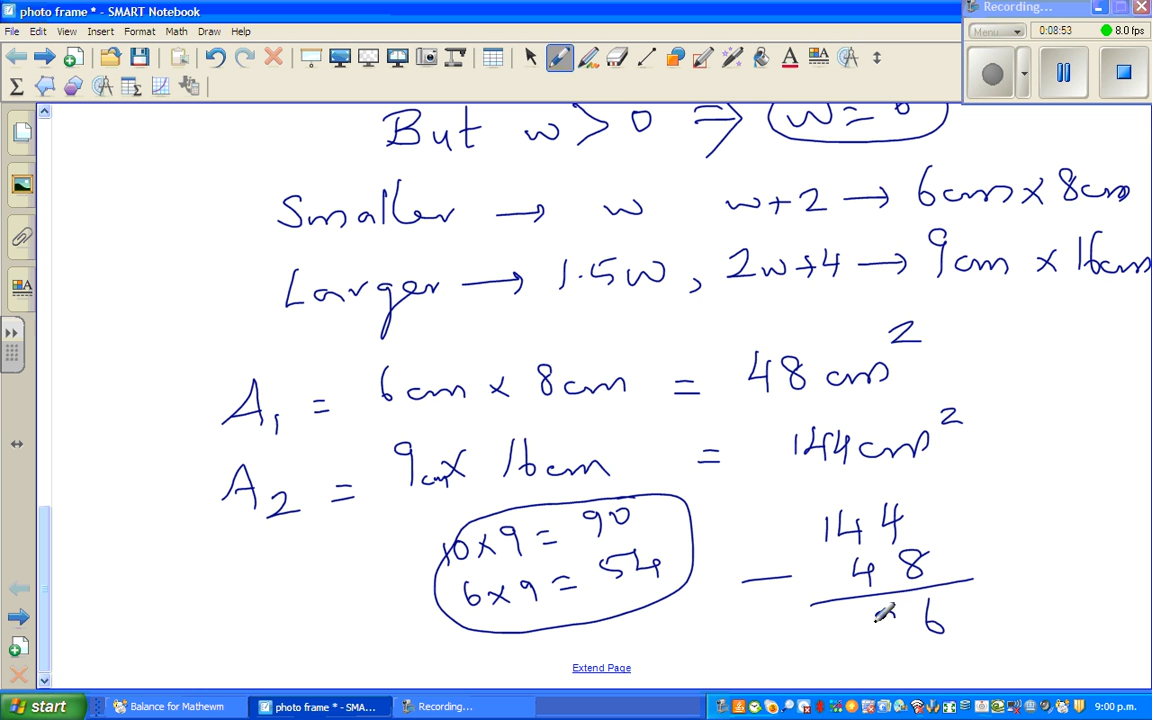 photo frame * - SMART Notebook
Recording...
File Edit View Insert Format Math Draw Help
Menu
0:08:53
8.0 fps
But w > 0 ⇒ w = 6
Smaller → w w+2 → 6cm x 8cm
Larger → 1.5w, 2w+4 → 9cm x 16cm
A1 = 6cm x 8cm = 48 cm²
A2 = 9cm x 16cm = 144cm²
10 x 9 = 90
6 x 9 = 54
144
— 48
6
Extend Page
start
Balance for Mathewm
photo frame * - SMA...
Recording...
9:00 p.m.